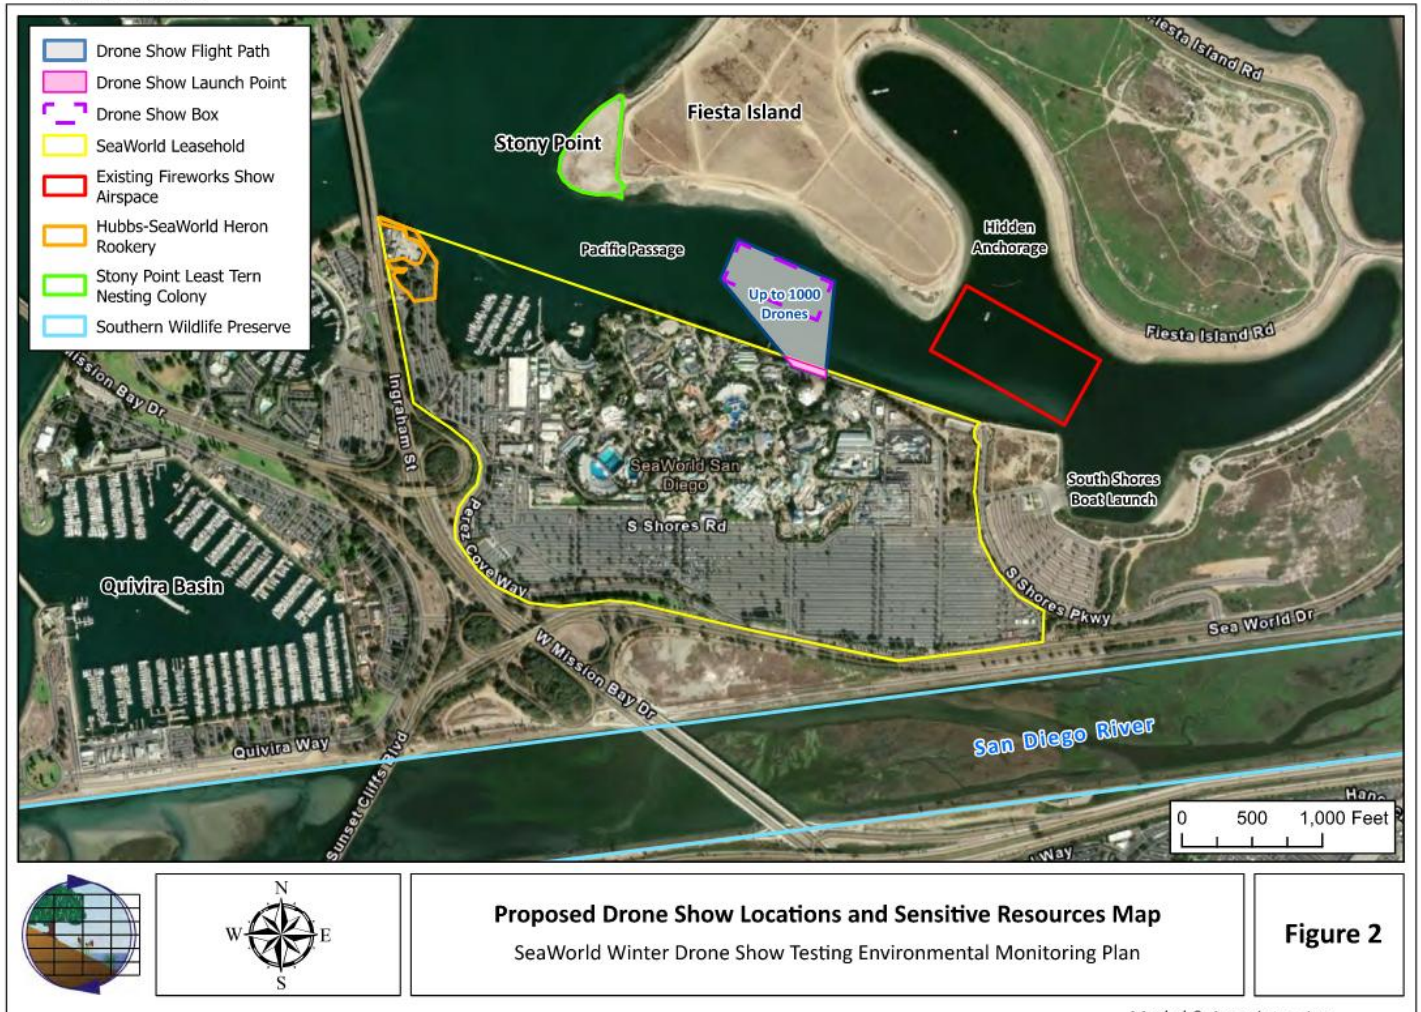 Drone Show Flight Path
Drone Show Launch Point
Drone Show Box
SeaWorld Leasehold
Existing Fireworks Show
Airspace
Hubbs-SeaWorld Heron
Rookery
Stony Point Least Tern
Nesting Colony
Southern Wildlife Preserve
Fiesta Island Rd
Fiesta Island
Stony Point
Hidden
Anchorage
Pacific Passage
Up to 1000
Drones
Fiesta Island Rd
Mission Bay Dr
Ingraham St
SeaWorld San
Diego
South Shores
Boat Launch
S Shores Rd
Perez Cove Way
Quivira Basin
S Shores Pkwy
Sea World Dr
W Mission Bay Dr
San Diego River
Quivira Way
Sunset Cliffs Blvd
Way
0 500 1,000 Feet
N
W E
S
Proposed Drone Show Locations and Sensitive Resources Map
SeaWorld Winter Drone Show Testing Environmental Monitoring Plan
Figure 2